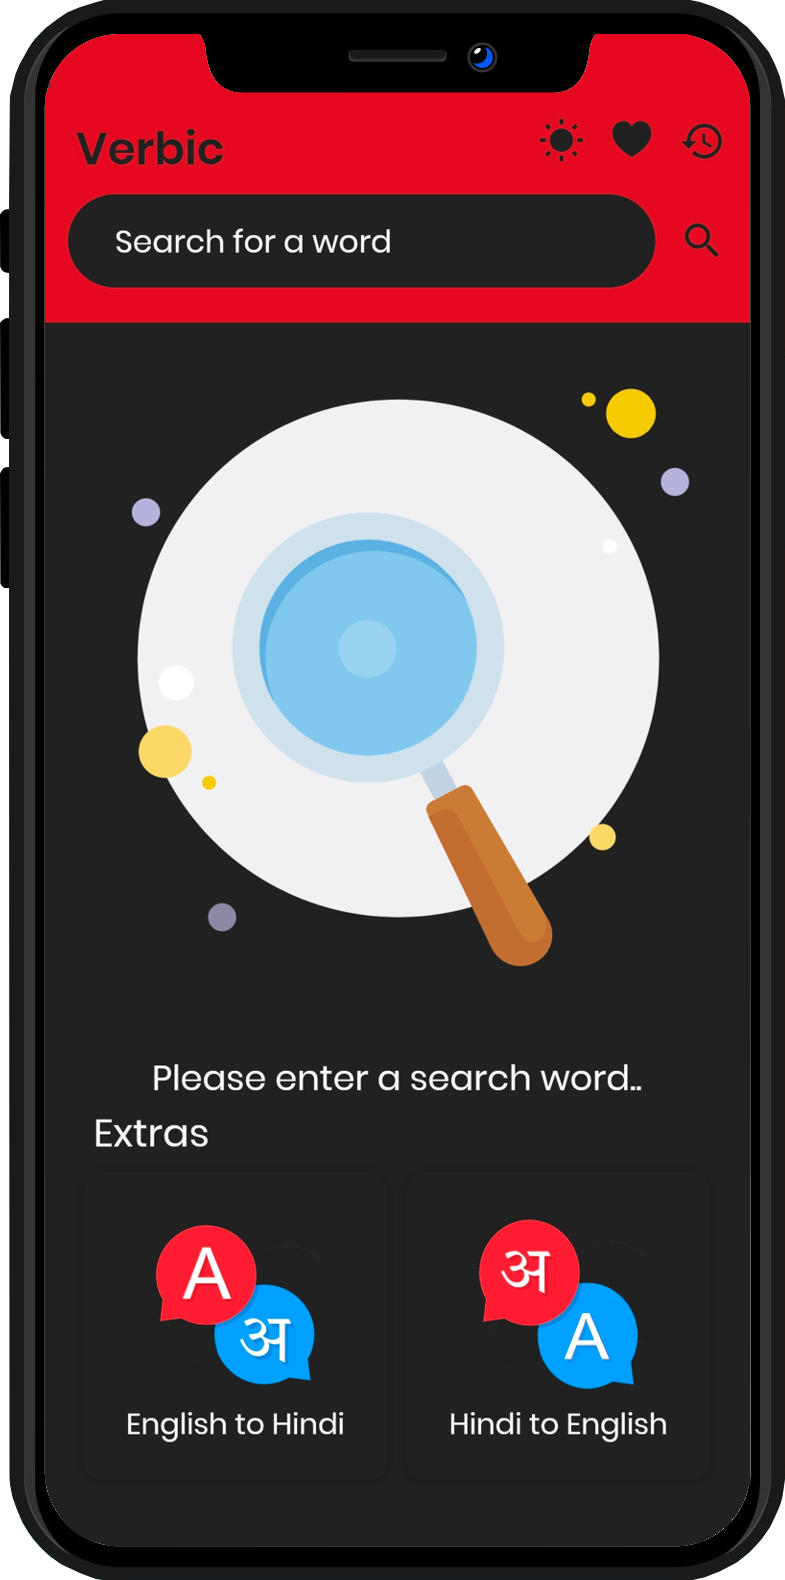 Verbic
Search for a word
Please enter a search word..
Extras
A
अ
English to Hindi
अ
A
Hindi to English